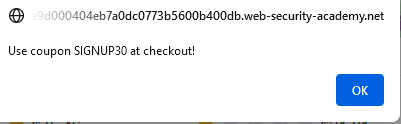 a9d000404eb7a0dc0773b5600b400db.web-security-academy.net
Use coupon SIGNUP30 at checkout!
OK